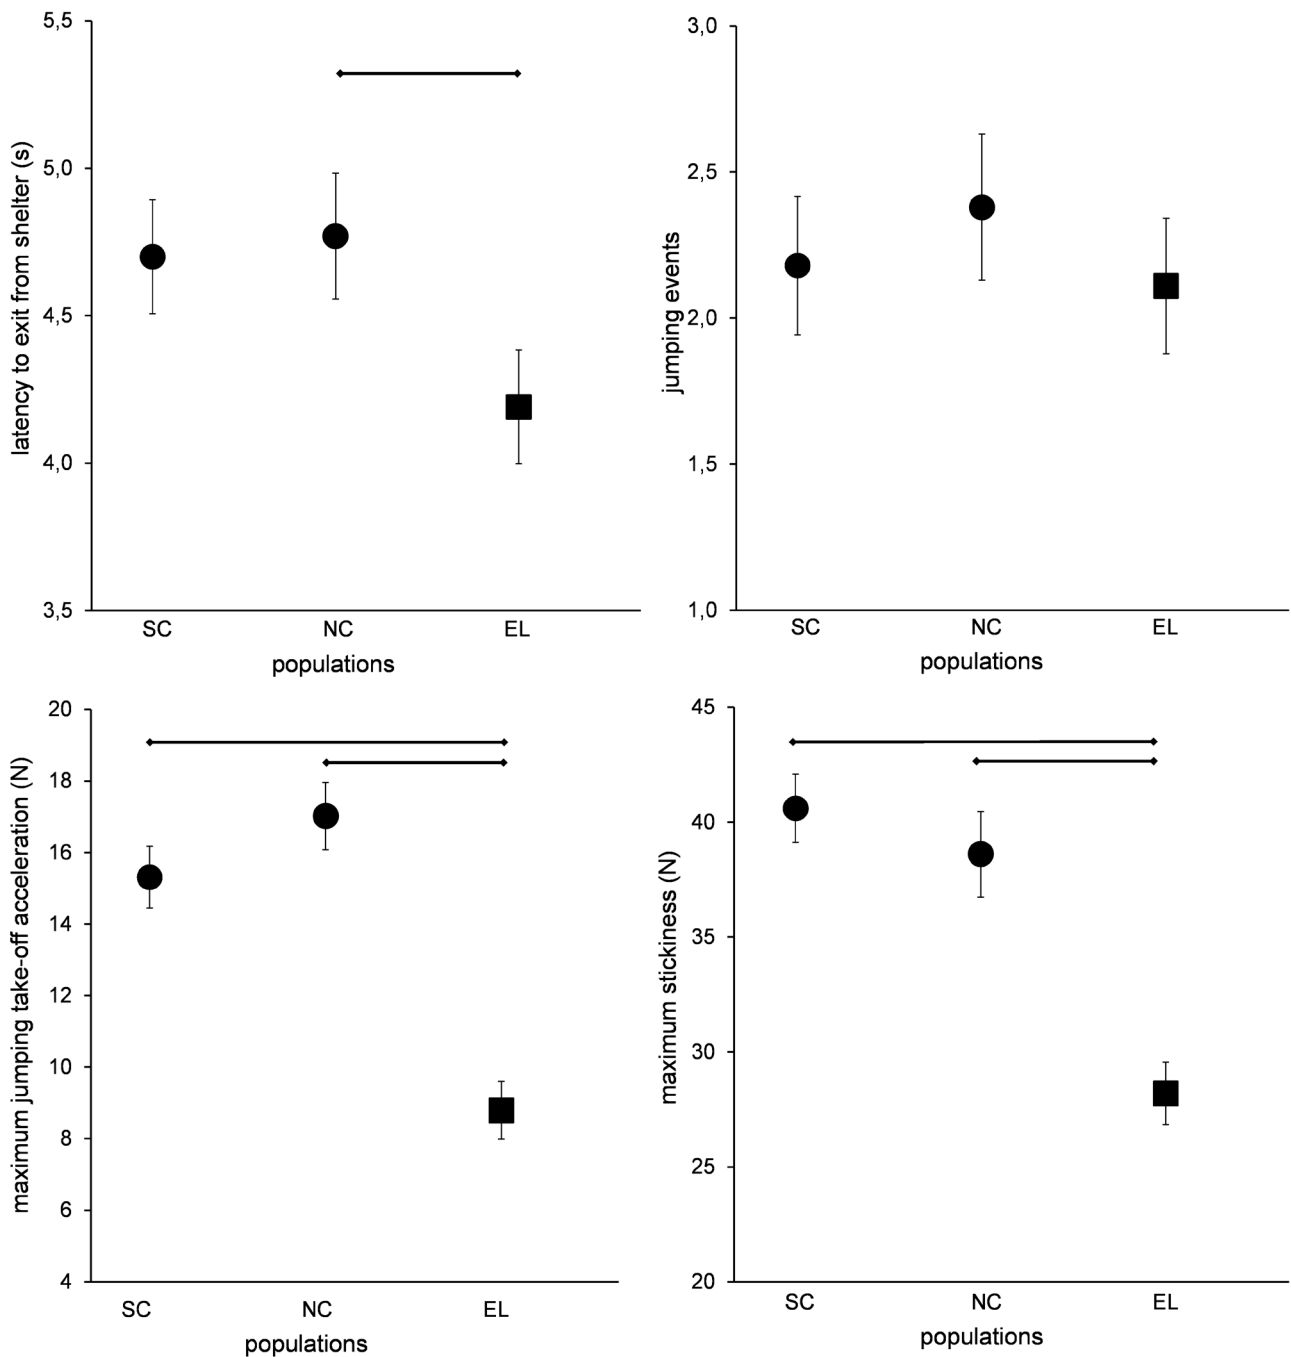 latency to exit from shelter (s)
5,5
5,0
4,5
4,0
3,5
SC NC EL
populations
jumping events
3,0
2,5
2,0
1,5
1,0
SC NC EL
populations
maximum jumping take-off acceleration (N)
20
18
16
14
12
10
8
6
4
SC NC EL
populations
maximum stickiness (N)
45
40
35
30
25
20
SC NC EL
populations